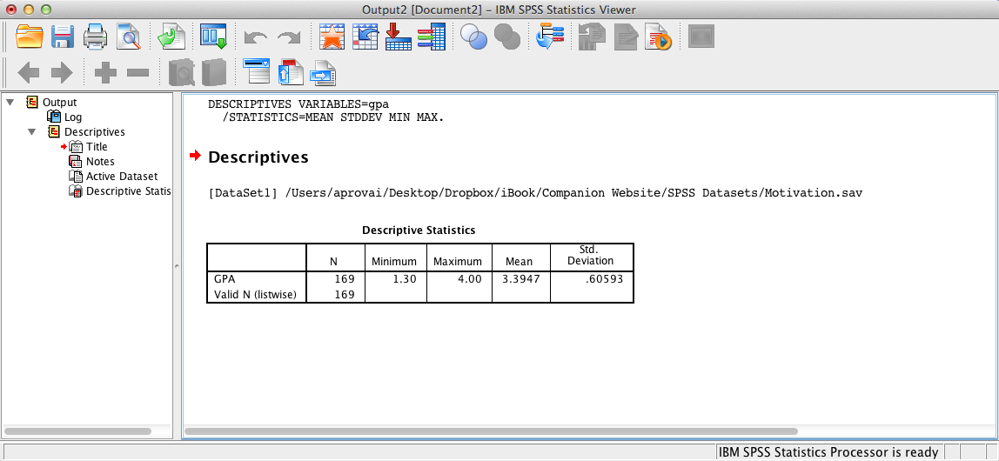 Output2 [Document2] – IBM SPSS Statistics Viewer
Output
Log
Descriptives
Title
Notes
Active Dataset
Descriptive Statis
DESCRIPTIVES VARIABLES=gpa
/STATISTICS=MEAN STDDEV MIN MAX.
Descriptives
[DataSet1] /Users/aprovai/Desktop/Dropbox/iBook/Companion Website/SPSS Datasets/Motivation.sav
Descriptive Statistics
N Minimum Maximum Mean Std. Deviation
GPA 169 1.30 4.00 3.3947 .60593
Valid N (listwise) 169
IBM SPSS Statistics Processor is ready